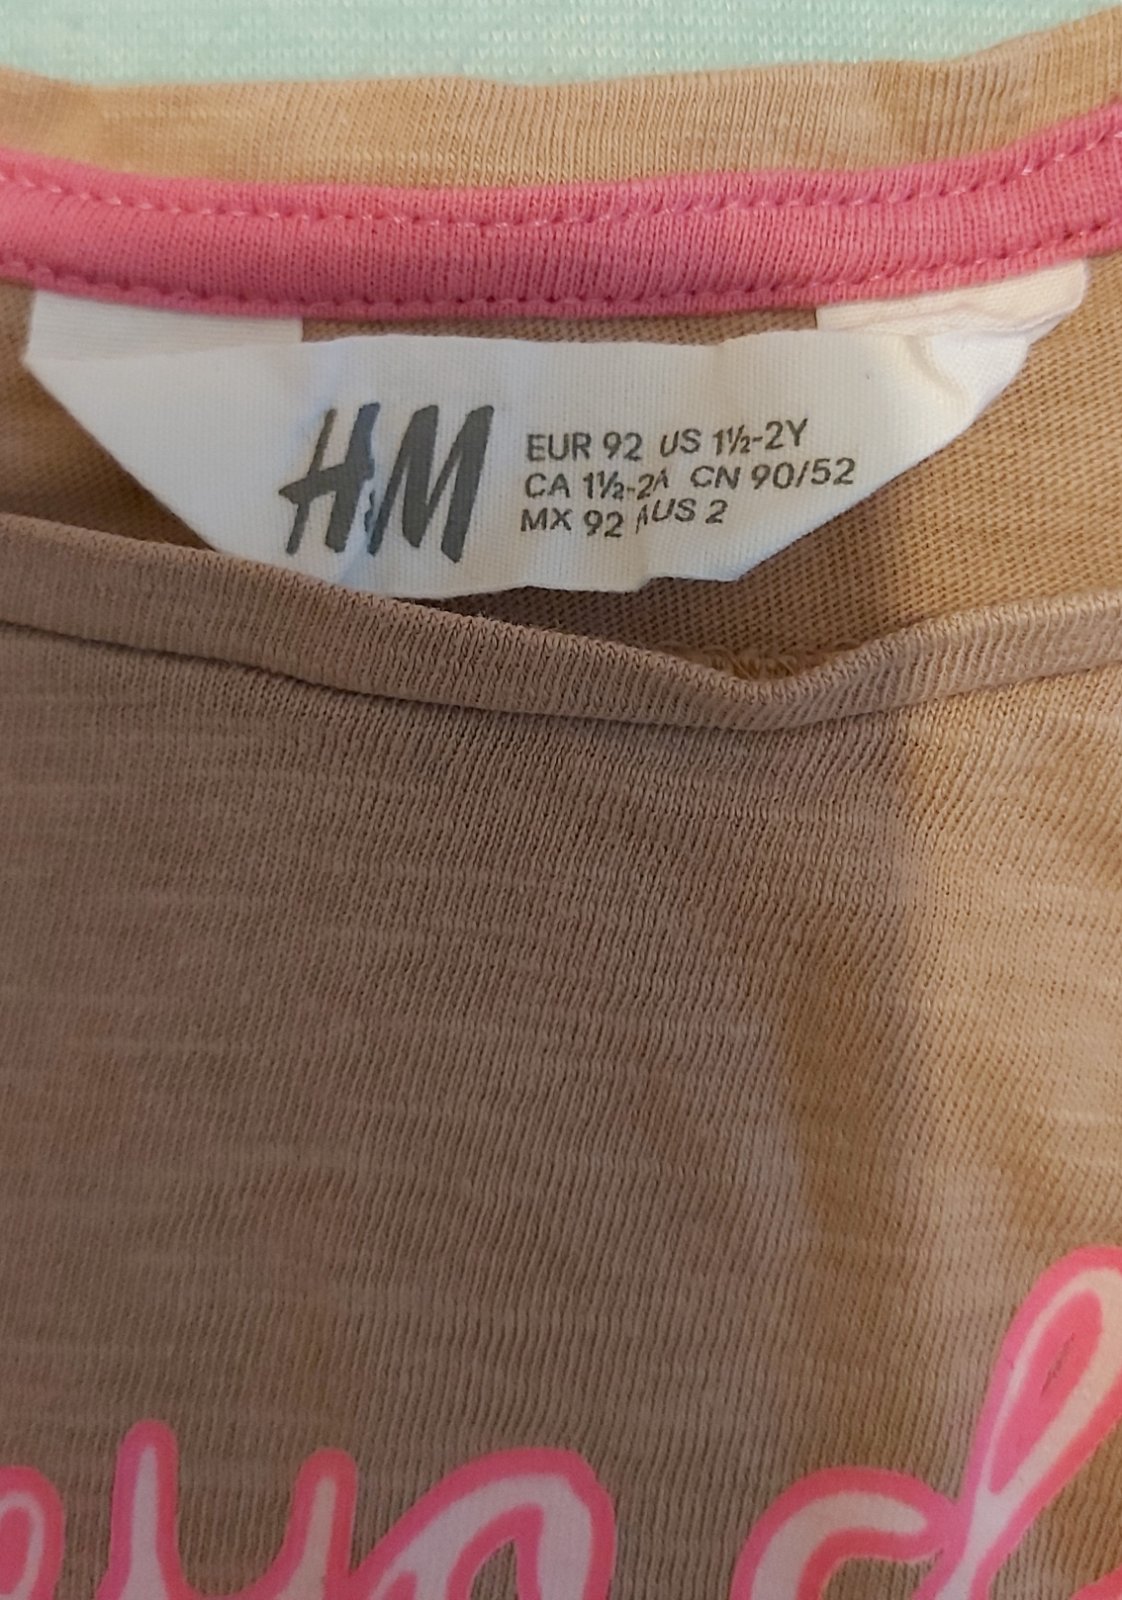 H&M
EUR 92 US 1½-2Y
CA 1½-2A CN 90/52
MX 92 A AUS 2